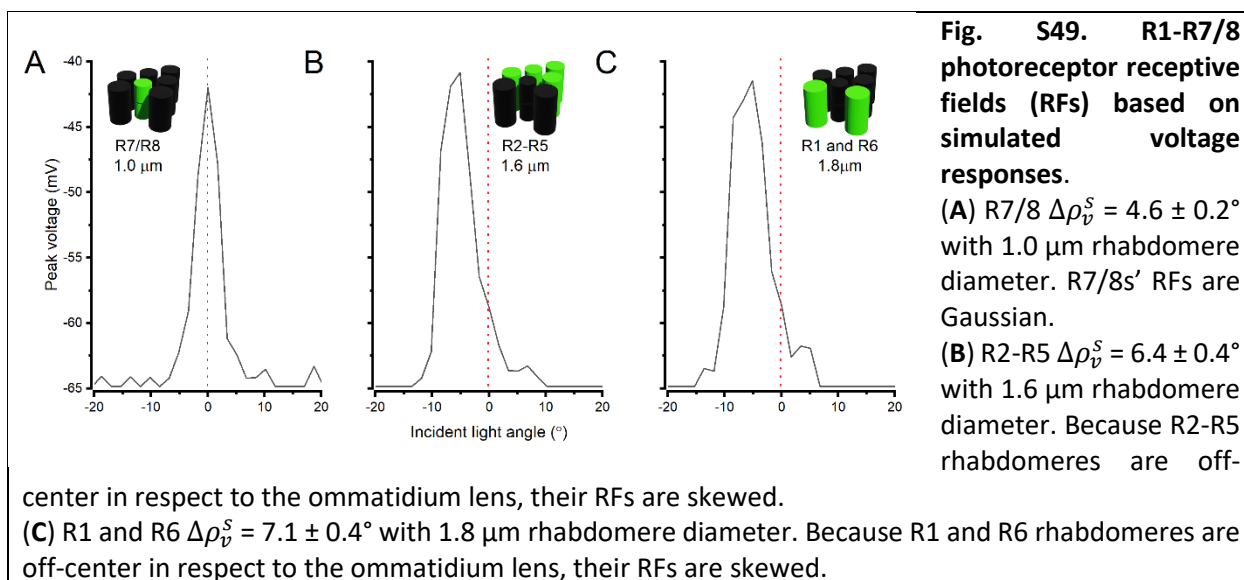 A
B
C
R7/R8
1.0 µm
R2-R5
1.6 µm
R1 and R6
1.8µm
Peak voltage (mV)
-40
-45
-50
-55
-60
-65
-20 -10 0 10 20
-20 -10 0 10 20
-20 -10 0 10 20
Incident light angle (°)
Fig. S49. R1-R7/8
photoreceptor receptive
fields (RFs) based on
simulated voltage
responses.
(A) R7/8 Δρᵥˢ = 4.6 ± 0.2°
with 1.0 µm rhabdomere
diameter. R7/8s’ RFs are
Gaussian.
(B) R2-R5 Δρᵥˢ = 6.4 ± 0.4°
with 1.6 µm rhabdomere
diameter. Because R2-R5
rhabdomeres are off-
center in respect to the ommatidium lens, their RFs are skewed.
(C) R1 and R6 Δρᵥˢ = 7.1 ± 0.4° with 1.8 µm rhabdomere diameter. Because R1 and R6 rhabdomeres are
off-center in respect to the ommatidium lens, their RFs are skewed.